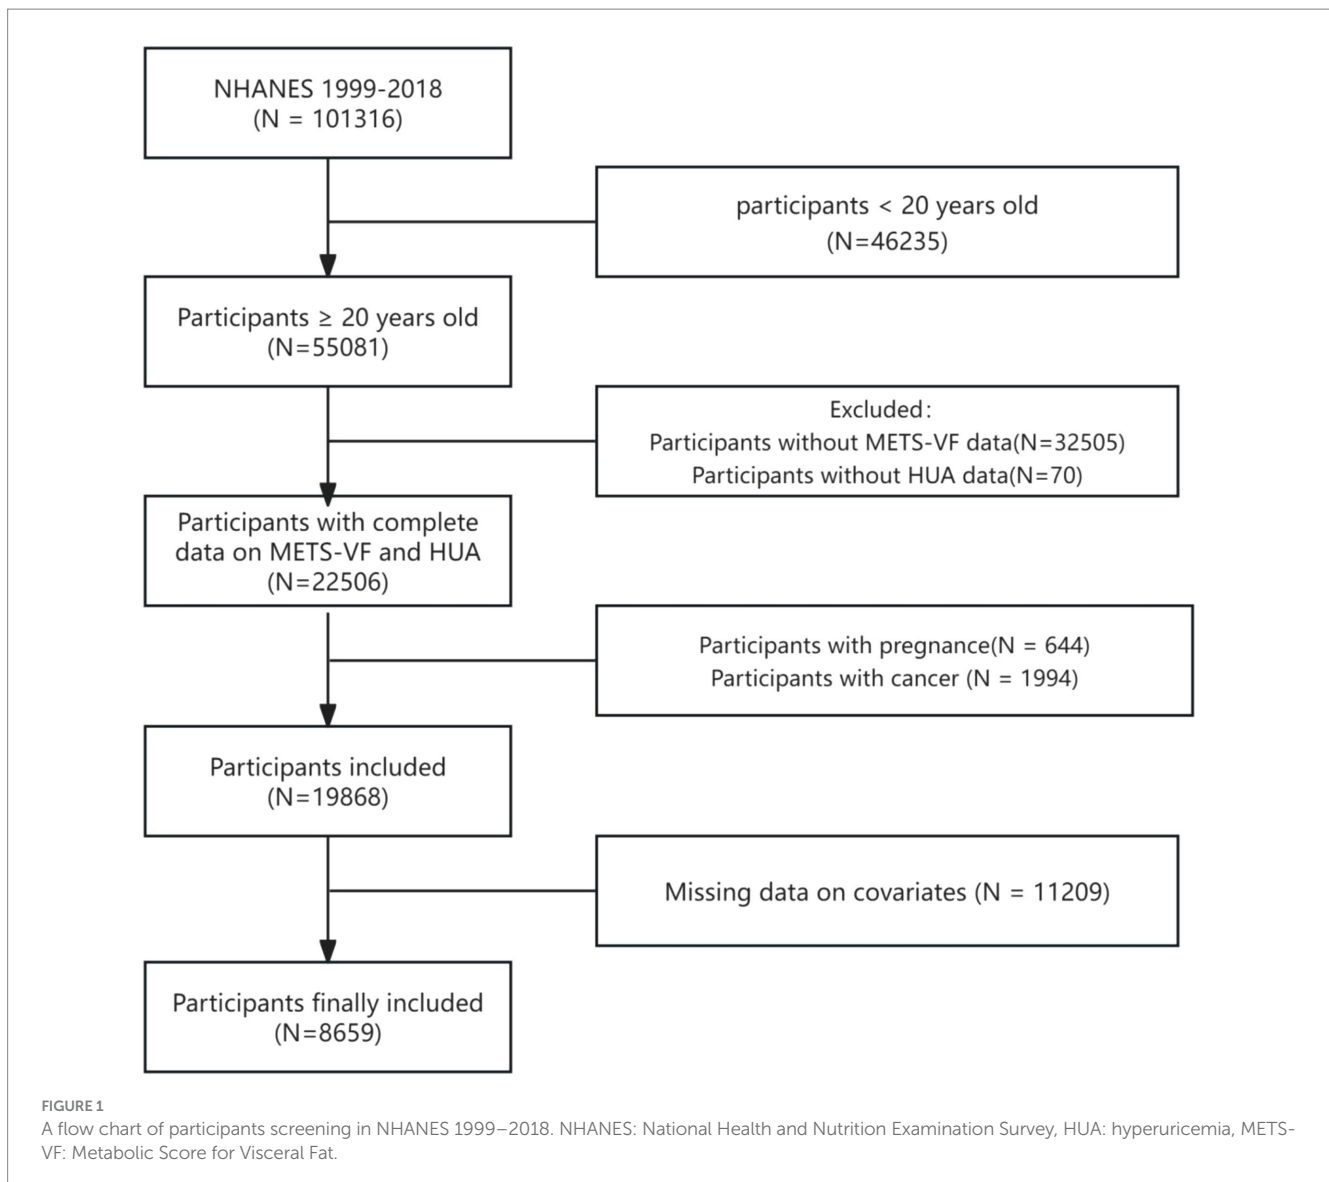 NHANES 1999-2018
(N = 101316)
participants < 20 years old
(N=46235)
Participants ≥ 20 years old
(N=55081)
Excluded:
Participants without METS-VF data(N=32505)
Participants without HUA data(N=70)
Participants with complete
data on METS-VF and HUA
(N=22506)
Participants with pregnance(N = 644)
Participants with cancer (N = 1994)
Participants included
(N=19868)
Missing data on covariates (N = 11209)
Participants finally included
(N=8659)
FIGURE 1
A flow chart of participants screening in NHANES 1999–2018. NHANES: National Health and Nutrition Examination Survey, HUA: hyperuricemia, METS-
VF: Metabolic Score for Visceral Fat.